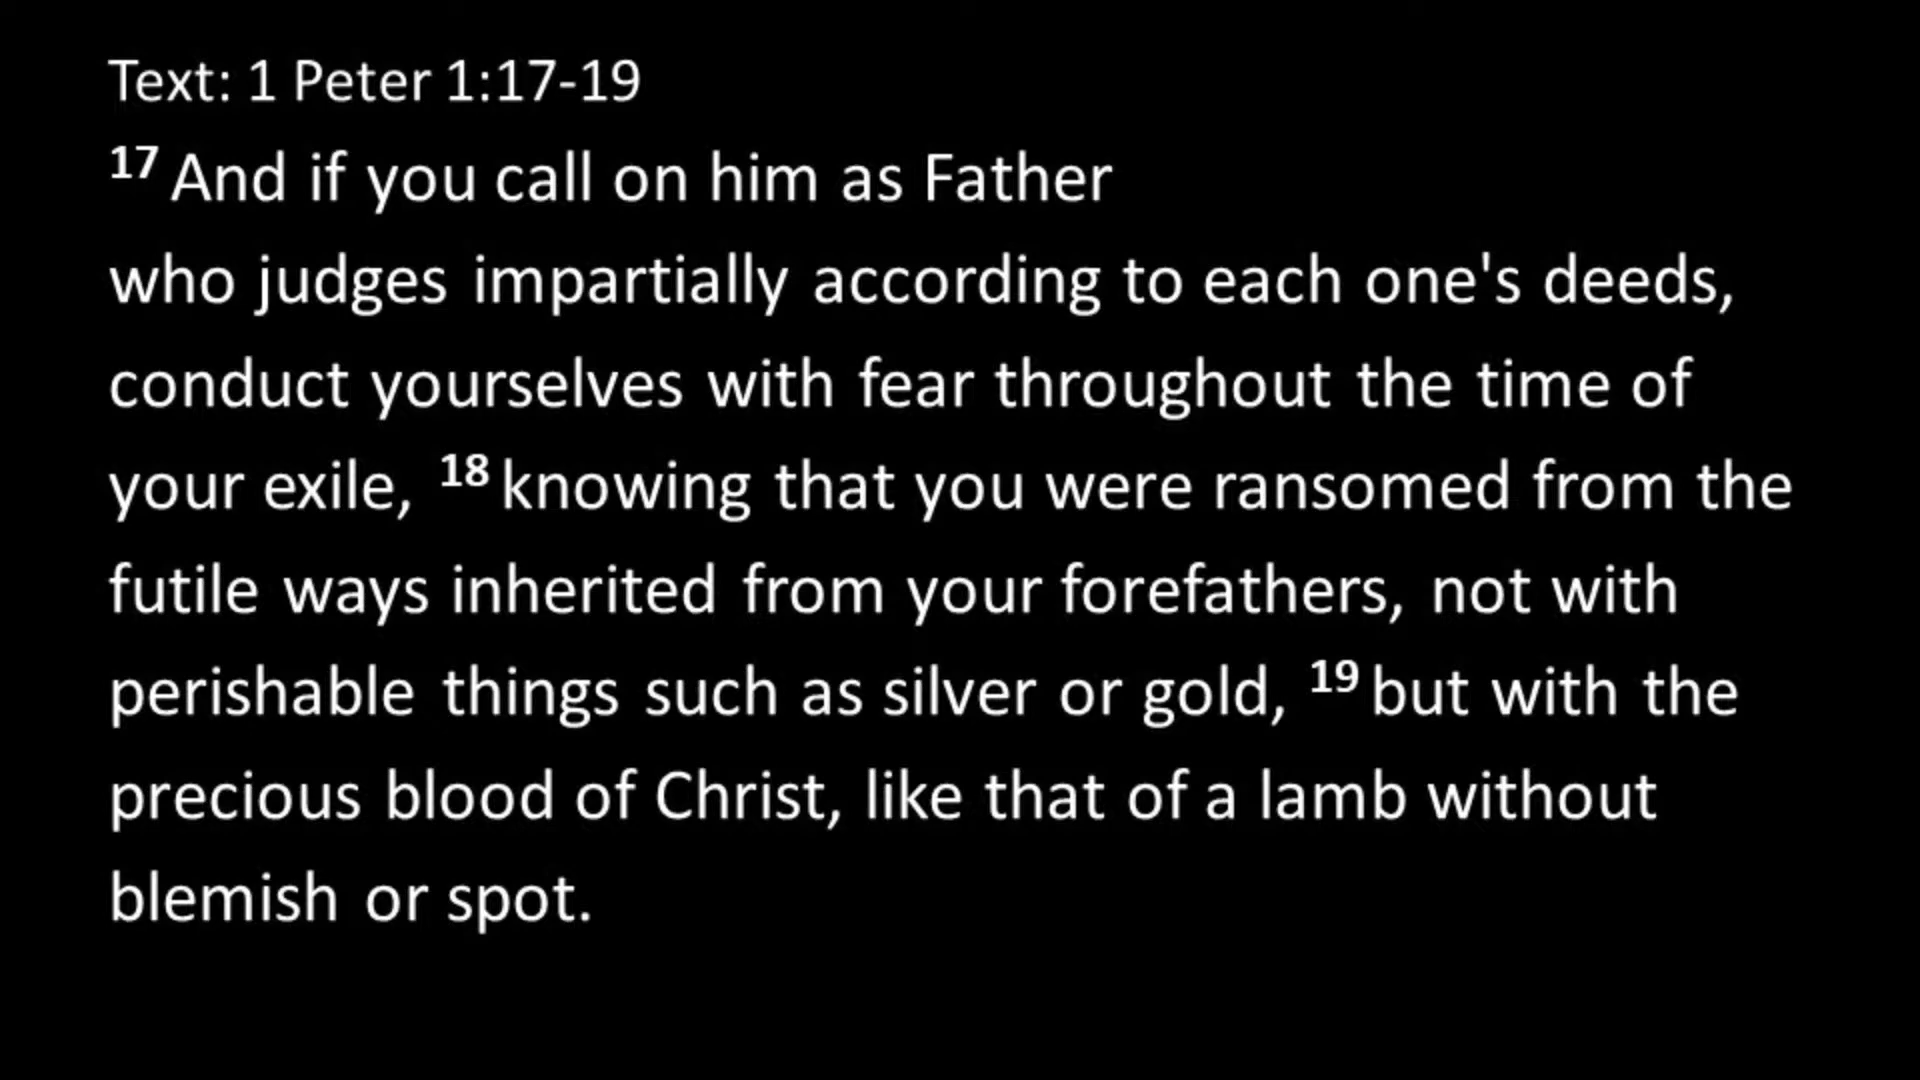 Text: 1 Peter 1:17-19
17 And if you call on him as Father
who judges impartially according to each one's deeds,
conduct yourselves with fear throughout the time of
your exile, 18 knowing that you were ransomed from the
futile ways inherited from your forefathers, not with
perishable things such as silver or gold, 19 but with the
precious blood of Christ, like that of a lamb without
blemish or spot.